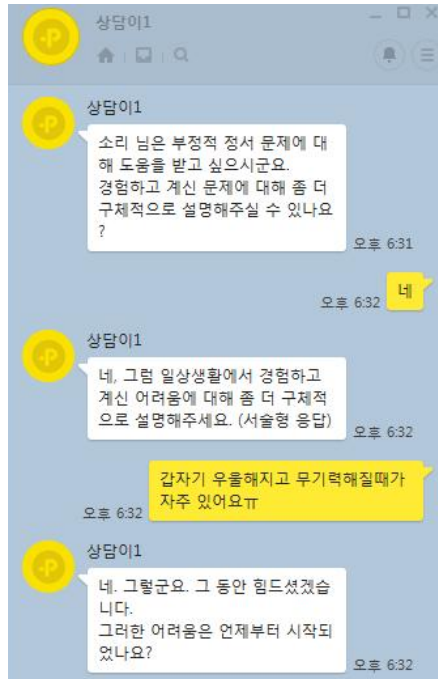 상담이1
상담이1
소리 님은 부정적 정서 문제에 대
해 도움을 받고 싶으시군요.
경험하고 계신 문제에 대해 좀 더
구체적으로 설명해주실 수 있나요
?
오후 6:31
네
오후 6:32
상담이1
네, 그럼 일상생활에서 경험하고
계신 어려움에 대해 좀 더 구체적
으로 설명해주세요. (서술형 응답)
오후 6:32
갑자기 우울해지고 무기력해질때가
자주 있어요ㅠ
오후 6:32
상담이1
네. 그렇군요. 그 동안 힘드셨겠습
니다.
그러한 어려움은 언제부터 시작되
었나요?
오후 6:32